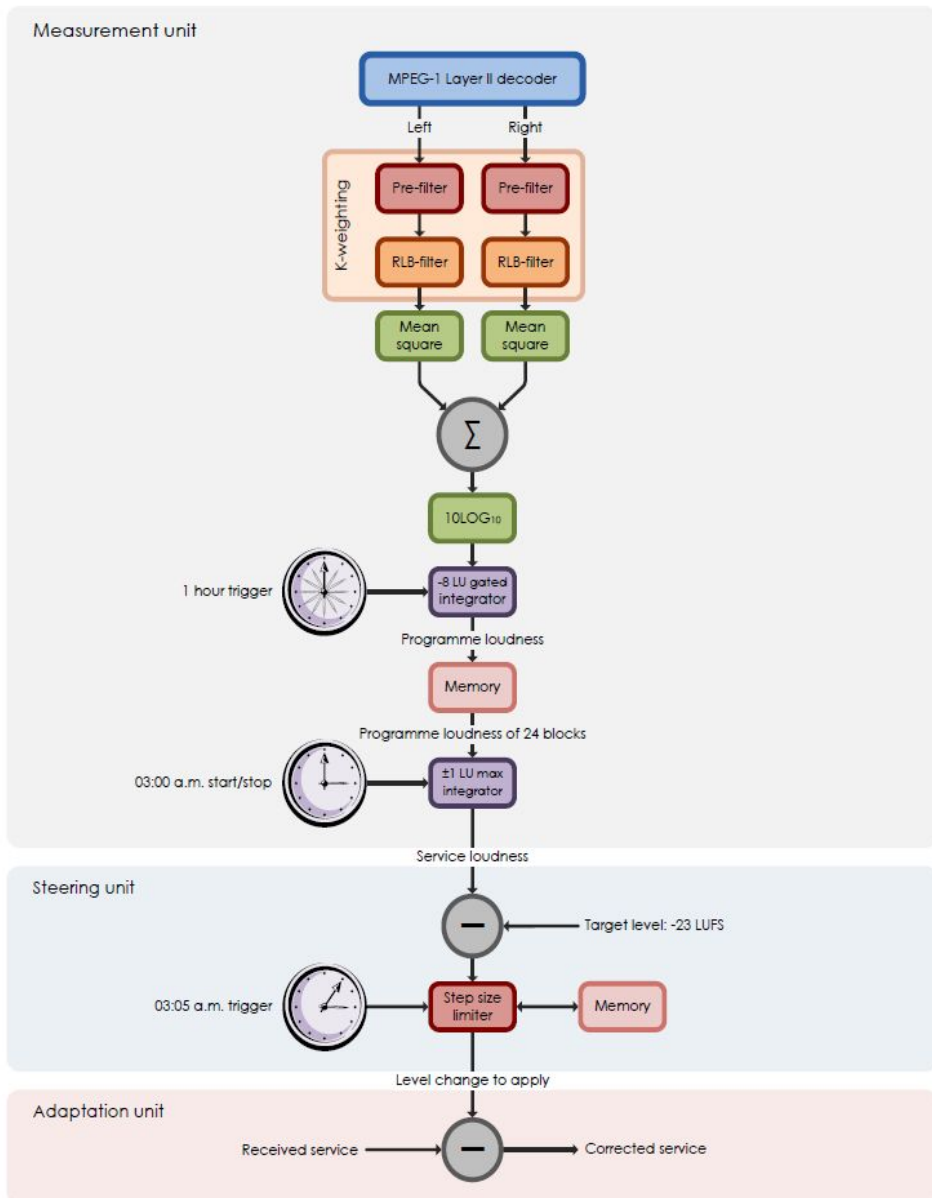 Measurement unit
MPEG-1 Layer II decoder
Left
Right
K-weighting
Pre-filter
Pre-filter
RLB-filter
RLB-filter
Mean
square
Mean
square
Σ
10LOG₁₀
1 hour trigger
-8 LU gated
integrator
Programme loudness
Memory
Programme loudness of 24 blocks
03:00 a.m. start/stop
±1 LU max
integrator
Service loudness
Steering unit
−
Target level: -23 LUFS
03:05 a.m. trigger
Step size
limiter
Memory
Level change to apply
Adaptation unit
Received service
−
Corrected service